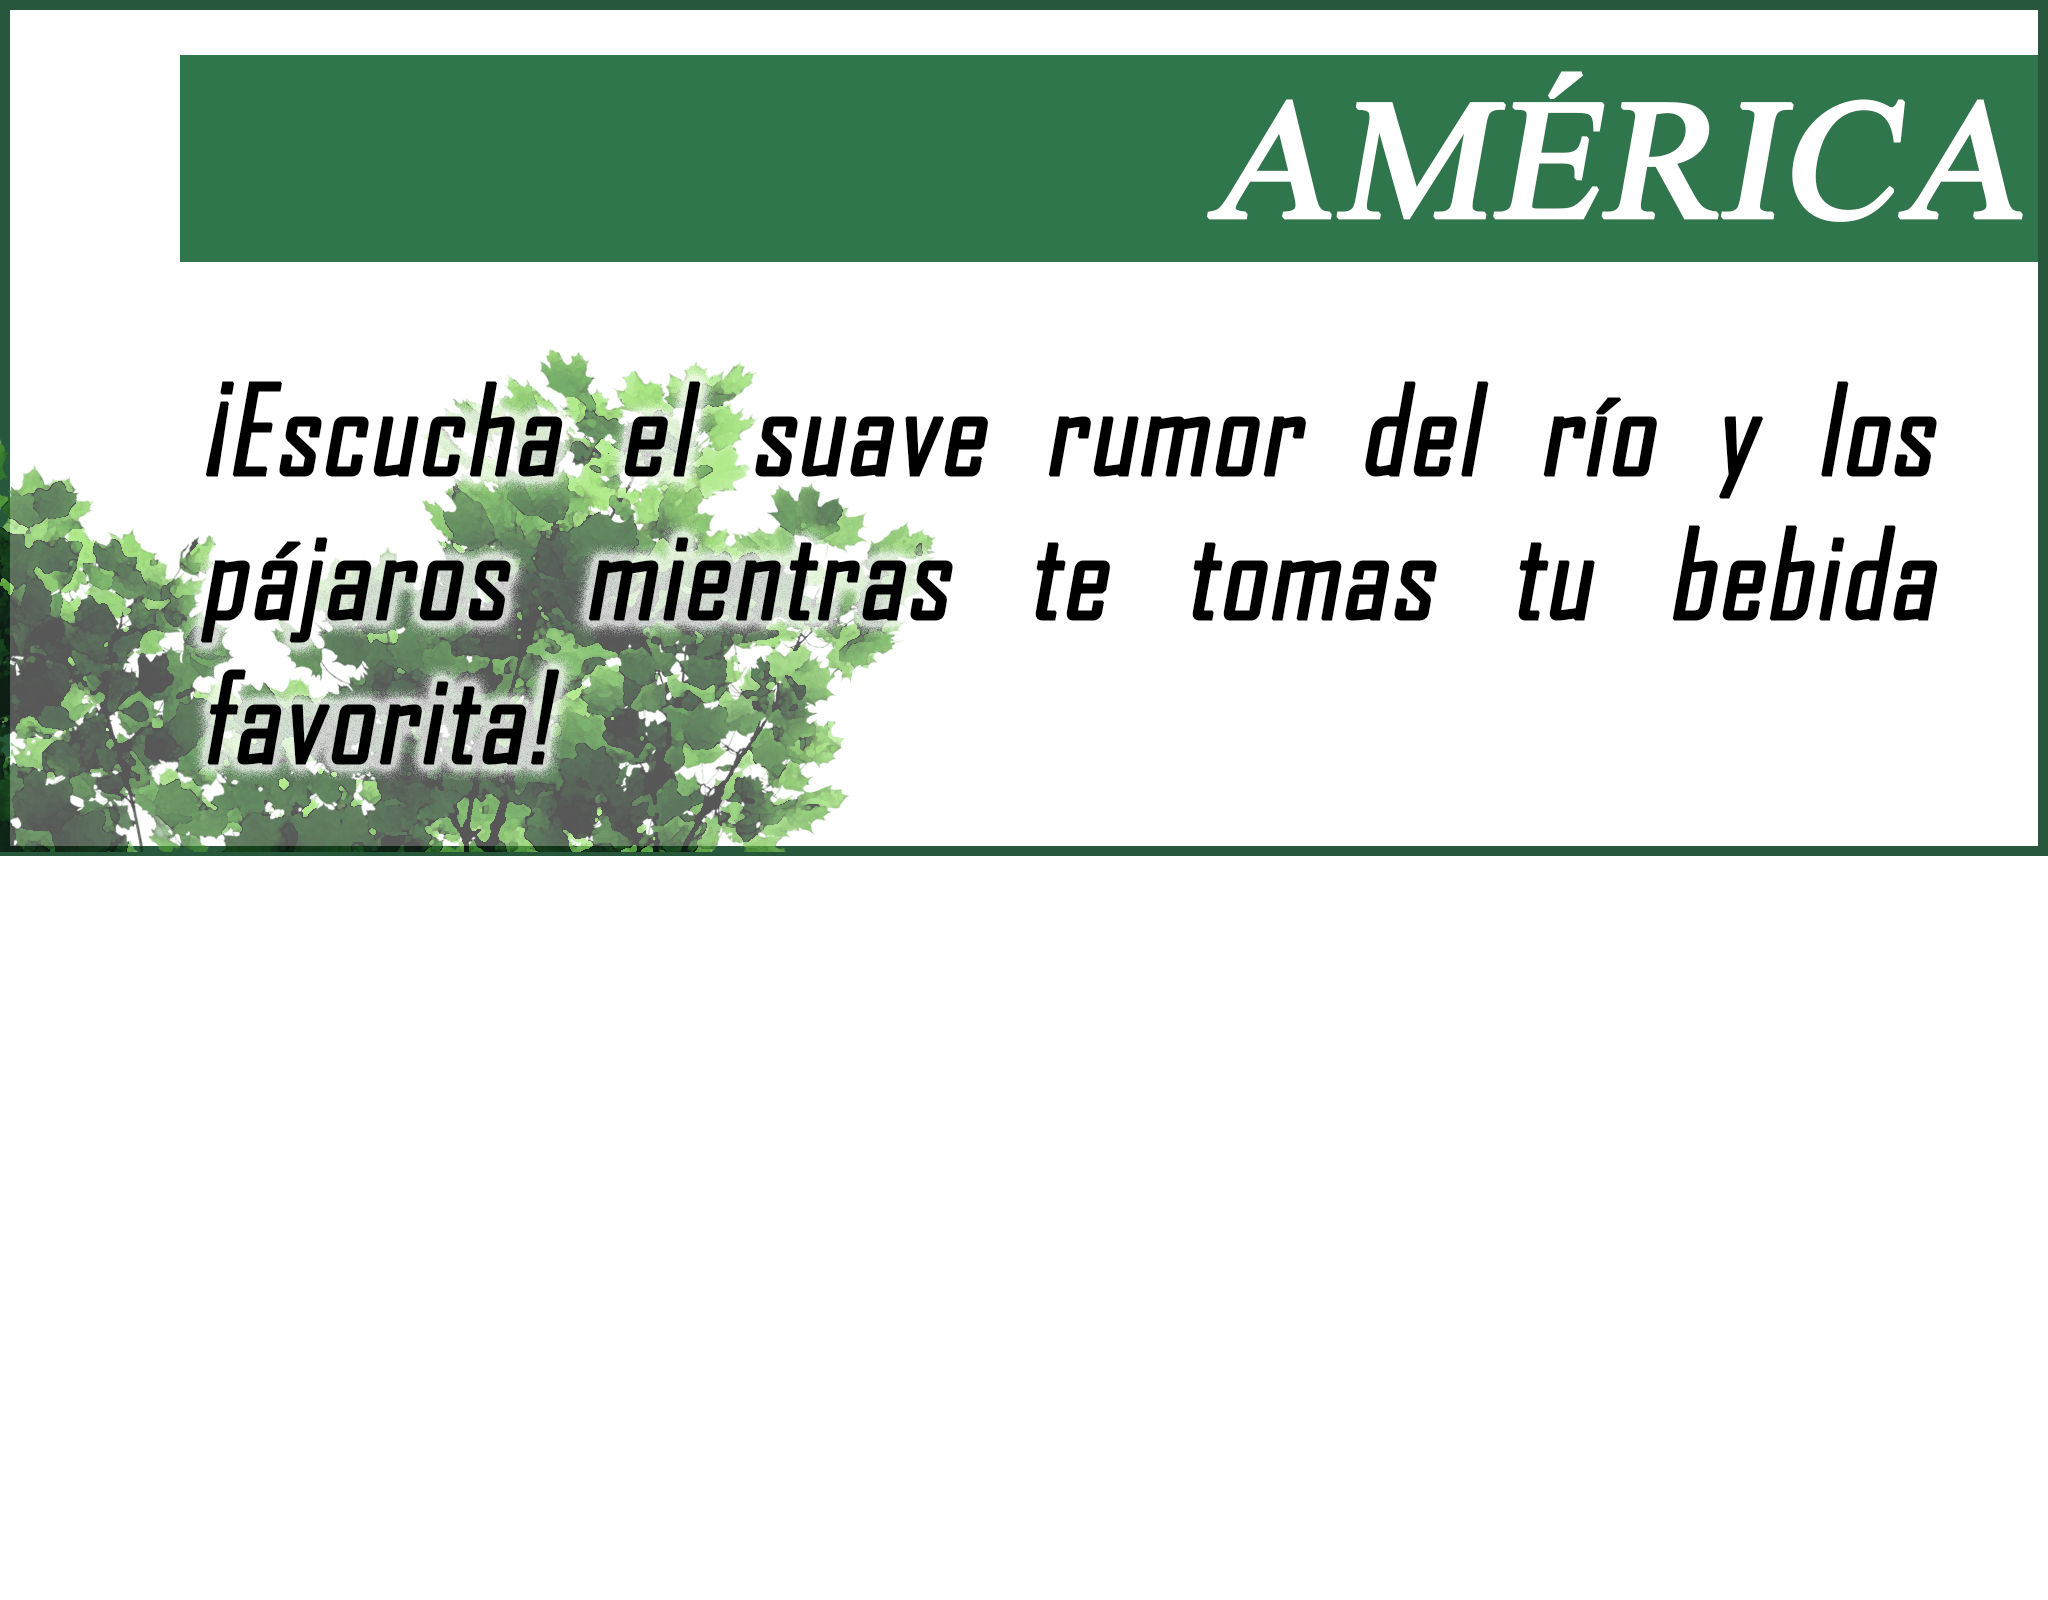 AMÉRICA
¡Escucha el suave rumor del río y los
pájaros mientras te tomas tu bebida
favorita!